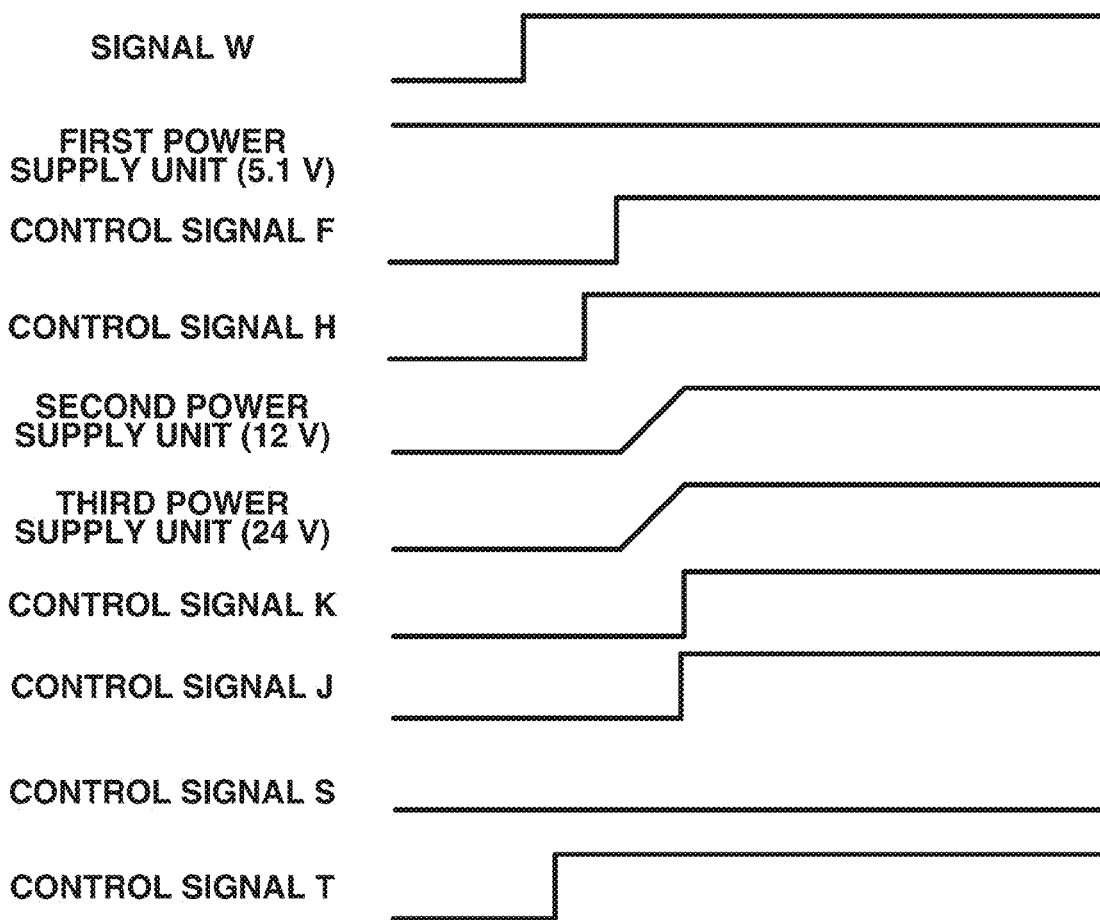 SIGNAL W
FIRST POWER
SUPPLY UNIT (5.1 V)
CONTROL SIGNAL F
CONTROL SIGNAL H
SECOND POWER
SUPPLY UNIT (12 V)
THIRD POWER
SUPPLY UNIT (24 V)
CONTROL SIGNAL K
CONTROL SIGNAL J
CONTROL SIGNAL S
CONTROL SIGNAL T